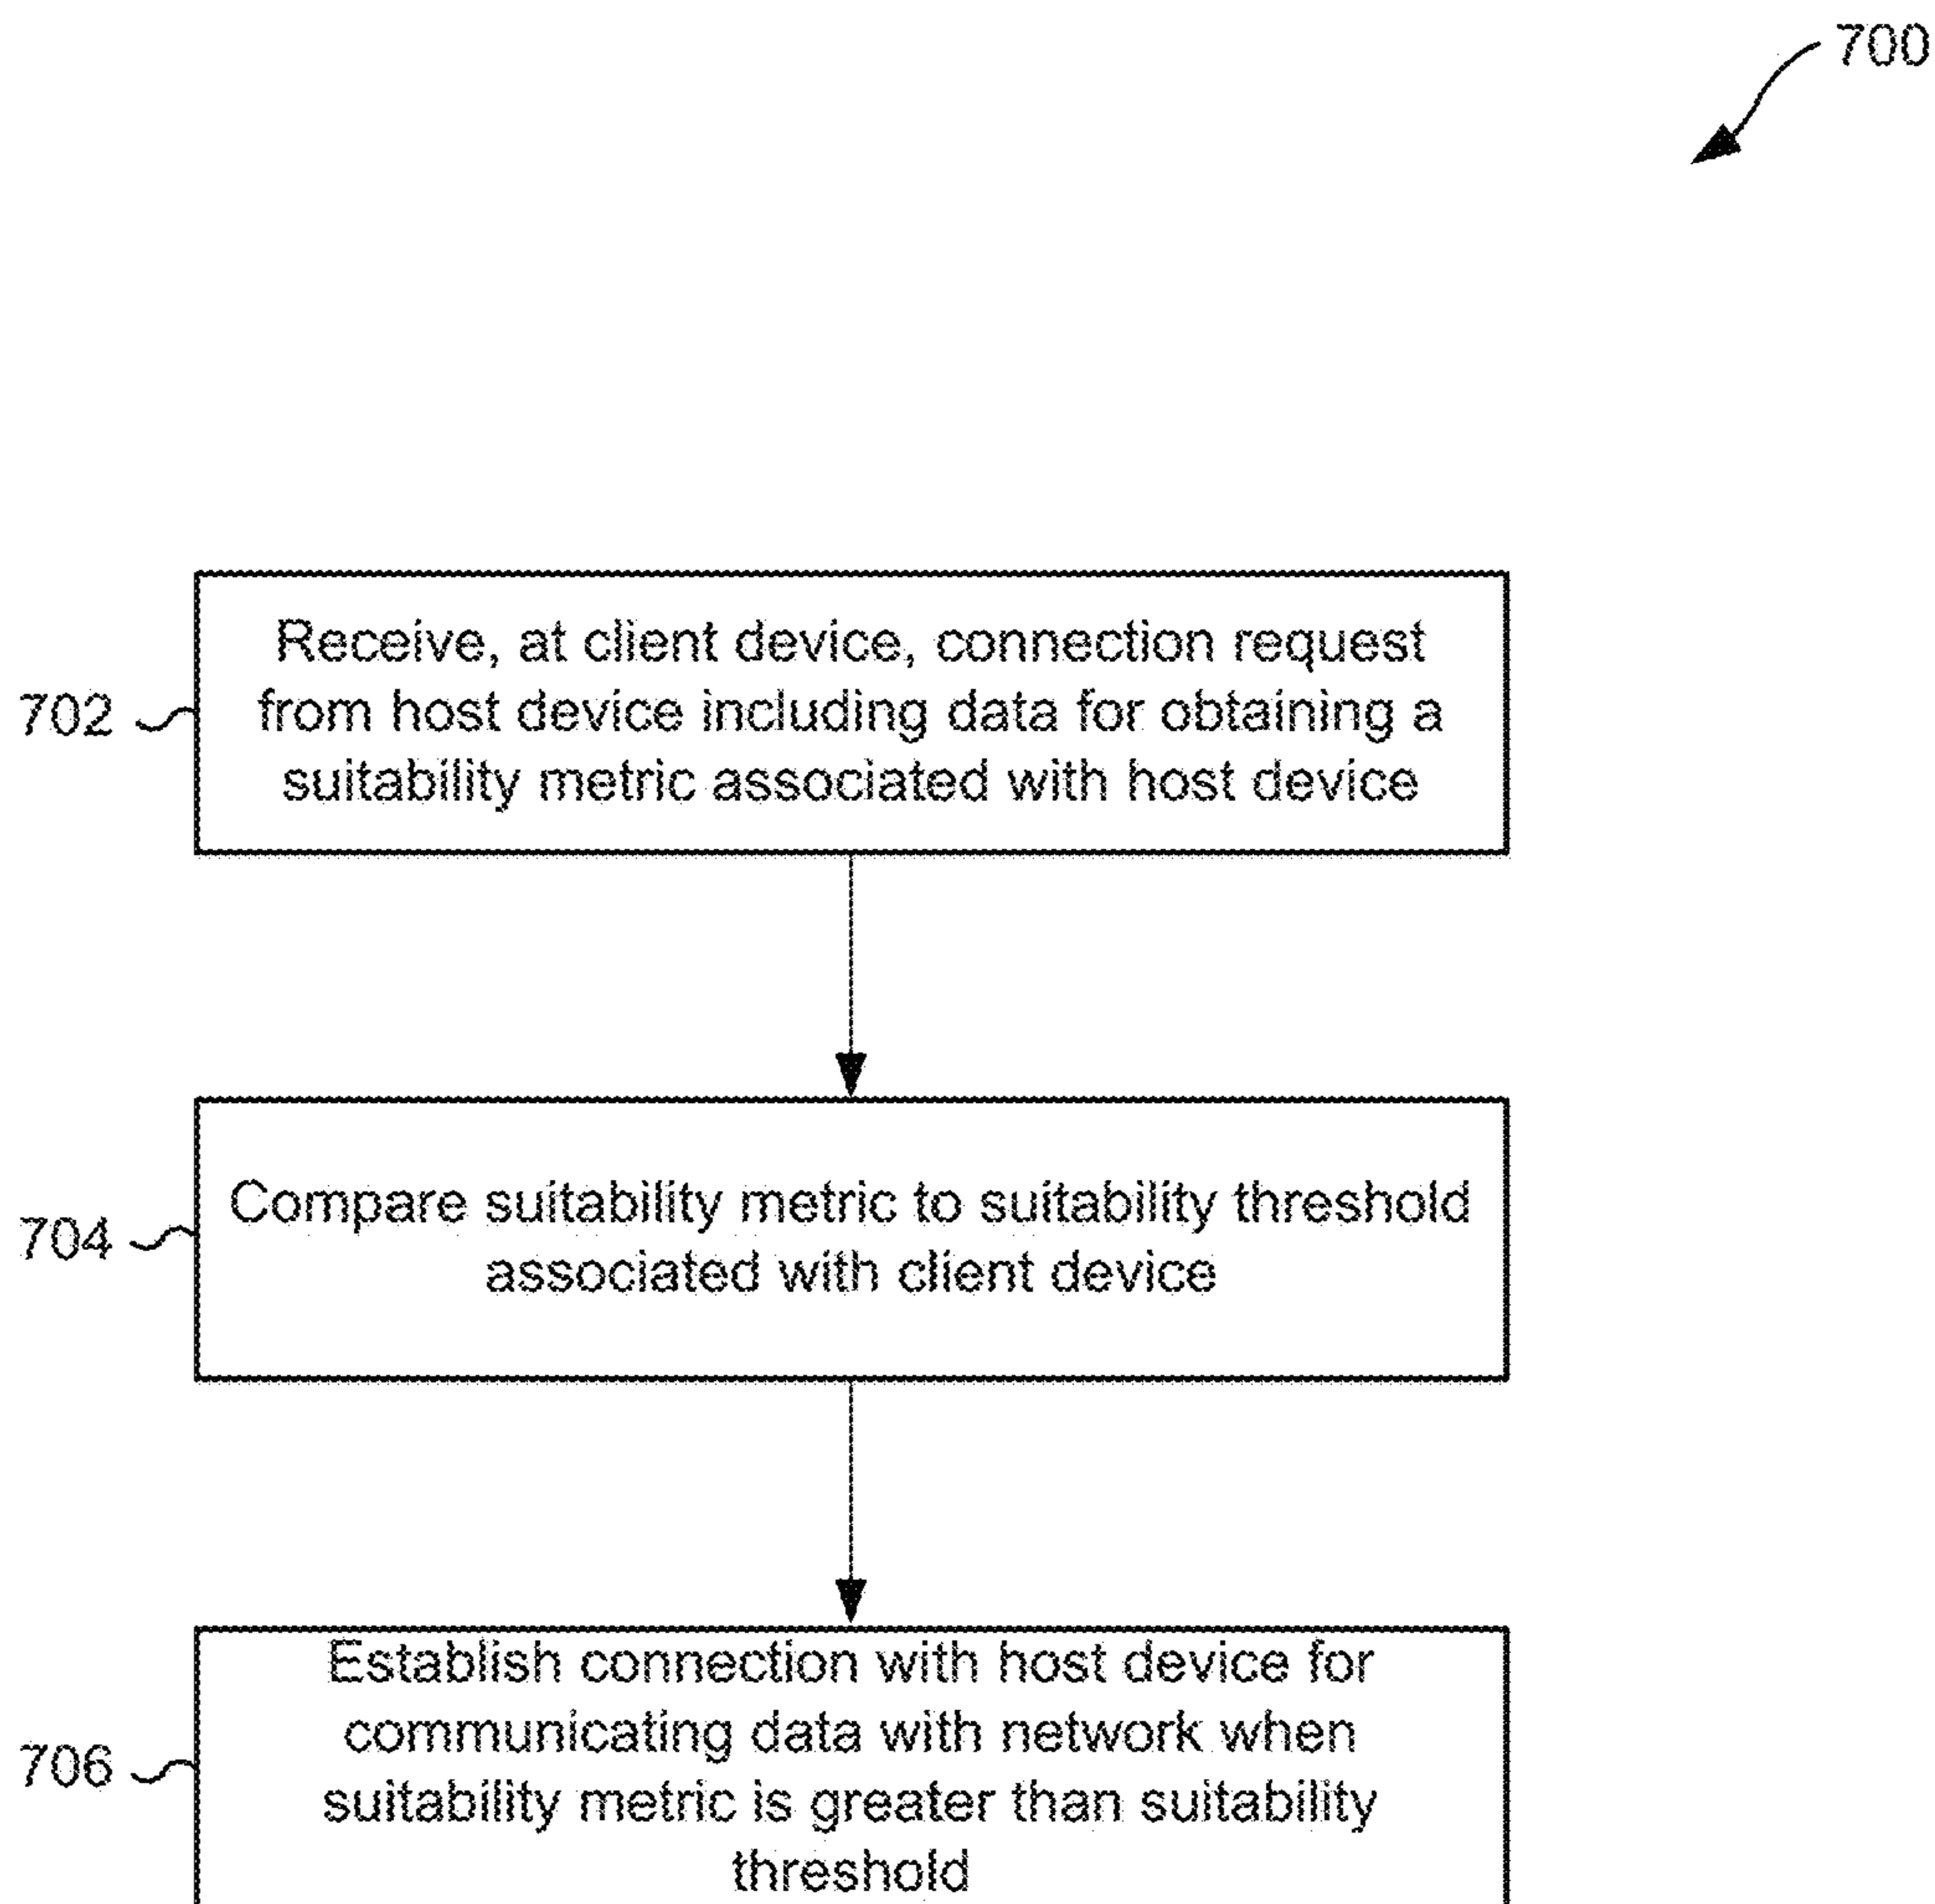 700
Receive, at client device, connection request
from host device including data for obtaining a
suitability metric associated with host device
702
Compare suitability metric to suitability threshold
associated with client device
704
Establish connection with host device for
communicating data with network when
suitability metric is greater than suitability
threshold
706